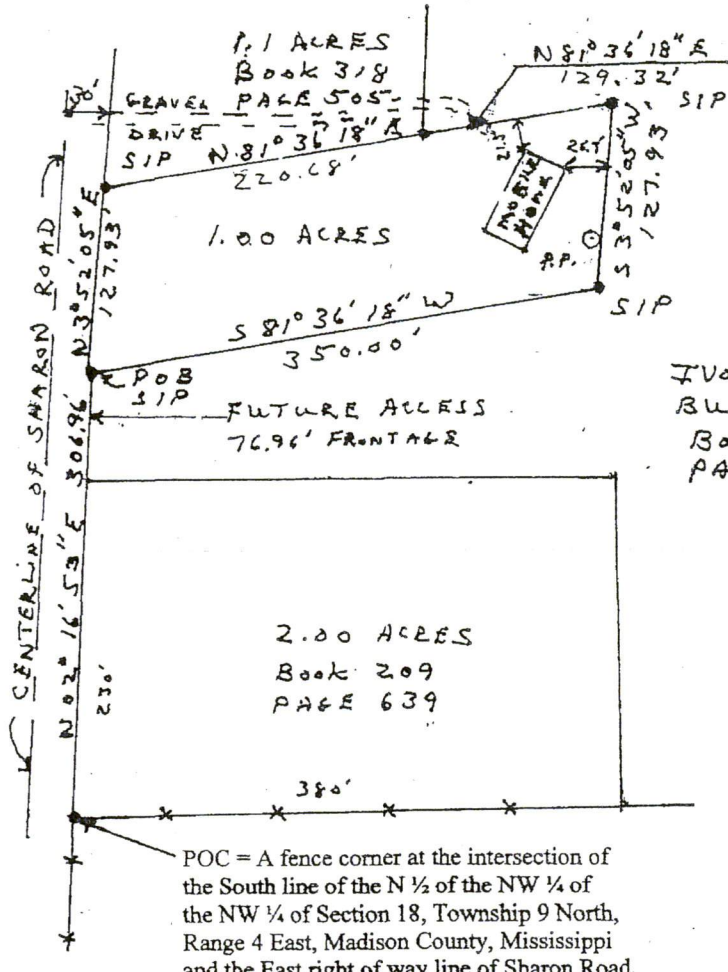 1.1 ACRES
BOOK 318
PAGE 505
N 81° 36' 18" E
129.32'
SIP
GRAVEL
DRIVE
SIP
N 81° 36' 18" E
220.68'
MOBILE
HOME
P.P.
S 3° 52' 05" W
127.93
SIP
1.00 ACRES
N 3° 52' 05" E
127.93'
S 81° 36' 18" W
350.00'
POB
SIP
FUTURE ACCESS
76.96' FRONTAGE
BU
BO
PA
CENTERLINE OF SHARON ROAD
N 02° 16' 53" E 306.96'
230'
2.00 ACRES
BOOK 209
PAGE 639
380'
POC = A fence corner at the intersection of
the South line of the N ½ of the NW ¼ of
the NW ¼ of Section 18, Township 9 North,
Range 4 East, Madison County, Mississippi
and the East right of way line of Sharon Road